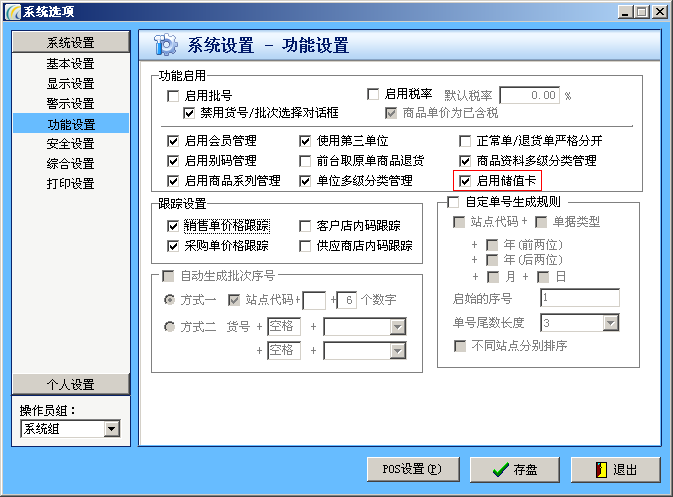 系统选项
系统设置
基本设置
显示设置
警示设置
功能设置
安全设置
综合设置
打印设置
个人设置
操作员组：
系统组
系统设置 - 功能设置
功能启用
启用批号
启用税率 默认税率 0.00 %
禁用货号/批次选择对话框
商品单价为已含税
启用会员管理 使用第三单位 正常单/退货单严格分开
启用别码管理 前台取原单商品退货 商品资料多级分类管理
启用商品系列管理 单位多级分类管理 启用储值卡
跟踪设置
销售单价格跟踪 客户店内码跟踪
采购单价格跟踪 供应商店内码跟踪
自动生成批次序号
方式一 站点代码+ +6 个数字
方式二 货号 + 空格 +
+ 空格 +
自定单号生成规则
站点代码 + 单据类型
+ 年(前两位)
+ 年(后两位)
+ 月 + 日
启始的序号 1
单号尾数长度 3
不同站点分别排序
POS设置(P) 存盘 退出